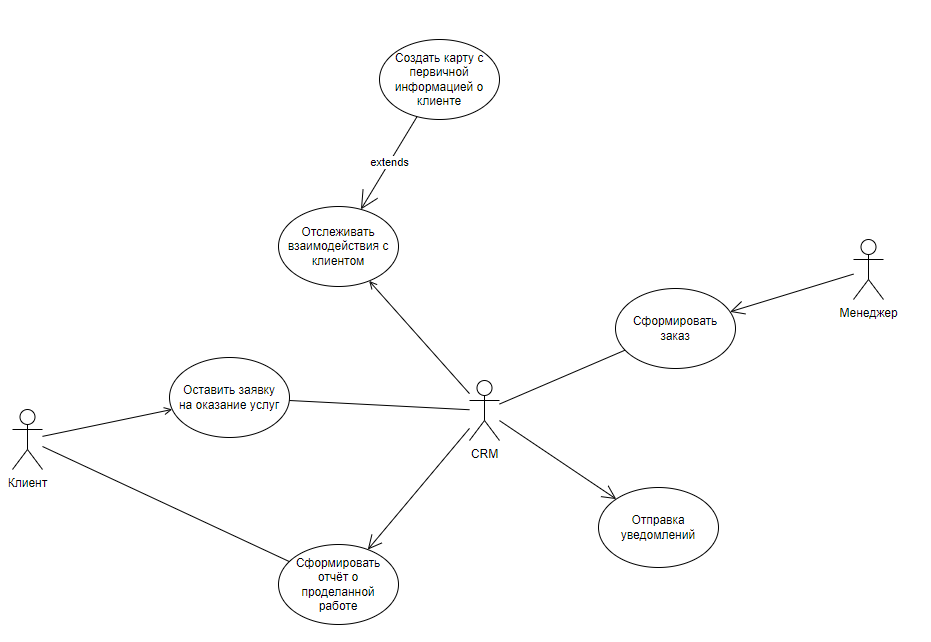 Создать карту с
первичной
информацией о
клиенте
extends
Отслеживать
взаимодействия с
клиентом
Менеджер
Сформировать
заказ
Оставить заявку
на оказание услуг
CRM
Клиент
Отправка
уведомлений
Сформировать
отчёт о
проделанной
работе